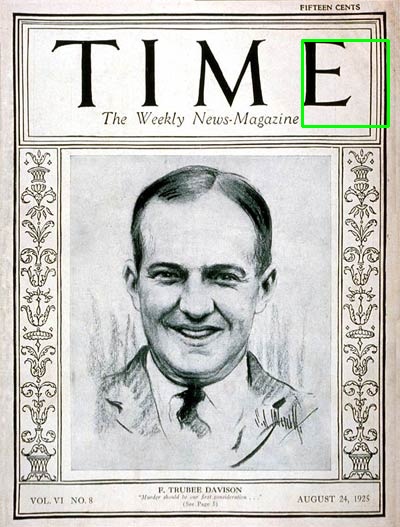 FIFTEEN CENTS
TIME
The Weekly News-Magazine
F. TRUBEE DAVISON
"Murder should be our first consideration . . ."
(See Page 3)
VOL. VI NO. 8
AUGUST 24, 1925